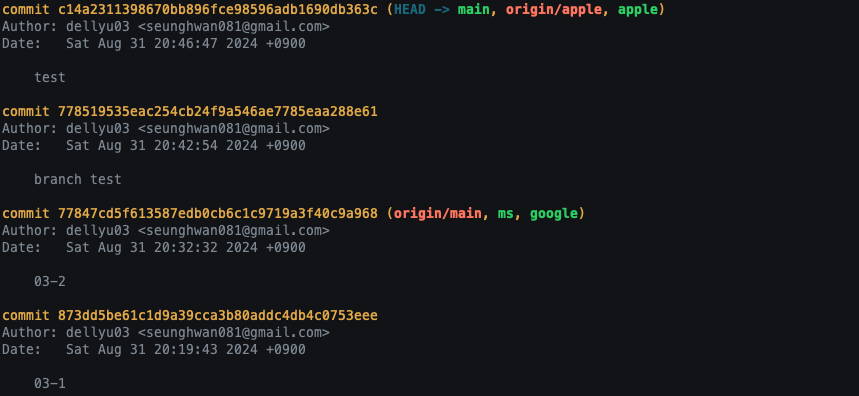 commit c14a2311398670bb896fce98596adb1690db363c (HEAD -> main, origin/apple, apple)
Author: dellyu03 <seunghwan081@gmail.com>
Date:   Sat Aug 31 20:46:47 2024 +0900
    test
commit 778519535eac254cb24f9a546ae7785eaa288e61
Author: dellyu03 <seunghwan081@gmail.com>
Date:   Sat Aug 31 20:42:54 2024 +0900
    branch test
commit 77847cd5f613587edb0cb6c1c9719a3f40c9a968 (origin/main, ms, google)
Author: dellyu03 <seunghwan081@gmail.com>
Date:   Sat Aug 31 20:32:32 2024 +0900
    03-2
commit 873dd5be61c1d9a39cca3b80addc4db4c0753eee
Author: dellyu03 <seunghwan081@gmail.com>
Date:   Sat Aug 31 20:19:43 2024 +0900
    03-1